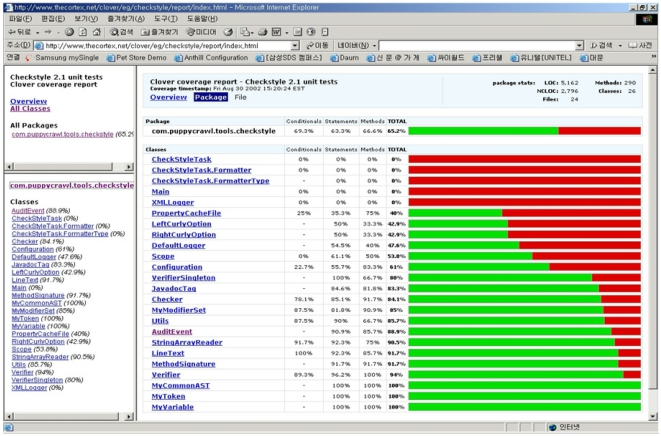 http://www.thecortex.net/clover/eg/checkstyle/report/index.html - Microsoft Internet Explorer
파일(F) 편집(E) 보기(V) 즐겨찾기(A) 도구(T) 도움말(H)
뒤로 검색 즐겨찾기 미디어
주소(D) http://www.thecortex.net/clover/eg/checkstyle/report/index.html 이동 네이버(N) 검색 사전
연결 Samsung mySingle Pet Store Demo Anthill Configuration [삼성SDS 캠퍼스] Daum 신 문 @ 가 게 싸이월드 프리챌 유니텔[UNITEL] 매이데이
Checkstyle 2.1 unit tests
Clover coverage report
Overview
All Classes
All Packages
com.puppycrawl.tools.checkstyle (65.2%
com.puppycrawl.tools.checkstyle
Classes
AuditEvent (88.9%)
CheckStyleTask (0%)
CheckStyleTask.Formatter (0%)
CheckStyleTask.FormatterType (0%)
Checker (84.1%)
Configuration (61%)
DefaultLogger (47.6%)
JavadocTag (83.3%)
LeftCurlyOption (42.9%)
LineText (91.7%)
Main (0%)
MethodSignature (91.7%)
MyCommonAST (100%)
MyModifierSet (85%)
MyToken (100%)
MyVariable (100%)
PropertyCacheFile (40%)
RightCurlyOption (42.9%)
Scope (53.8%)
StringArrayReader (90.5%)
Utils (85.7%)
Verifier (94%)
VerifierSingleton (80%)
XMLLogger (0%)
Clover coverage report - Checkstyle 2.1 unit tests
Coverage timestamp: Fri Aug 30 2002 15:20:24 EST
Overview Package File
package stats: LOC: 5,162 Methods: 290
NCLOC: 2,796 Classes: 26
Files: 24
Package Conditionals Statements Methods TOTAL
com.puppycrawl.tools.checkstyle 69.3% 63.3% 66.6% 65.2%
Classes Conditionals Statements Methods TOTAL
CheckStyleTask 0% 0% 0% 0%
CheckStyleTask.Formatter 0% 0% 0% 0%
CheckStyleTask.FormatterType - 0% 0% 0%
Main 0% 0% 0% 0%
XMLLogger 0% 0% 0% 0%
PropertyCacheFile 25% 35.3% 75% 40%
LeftCurlyOption - 50% 33.3% 42.9%
RightCurlyOption - 50% 33.3% 42.9%
DefaultLogger - 54.5% 40% 47.6%
Scope 0% 61.1% 50% 53.8%
Configuration 22.7% 55.7% 83.3% 61%
VerifierSingleton - 100% 66.7% 80%
JavadocTag - 84.6% 81.8% 83.3%
Checker 78.1% 85.1% 91.7% 84.1%
MyModifierSet 87.5% 81.8% 90.9% 85%
Utils 87.5% 90% 66.7% 85.7%
AuditEvent - 90.9% 85.7% 88.9%
StringArrayReader 91.7% 92.3% 75% 90.5%
LineText 100% 92.3% 85.7% 91.7%
MethodSignature - 91.7% 91.7% 91.7%
Verifier 89.3% 96.2% 100% 94%
MyCommonAST - 100% 100% 100%
MyToken - 100% 100% 100%
MyVariable - 100% 100% 100%
인터넷